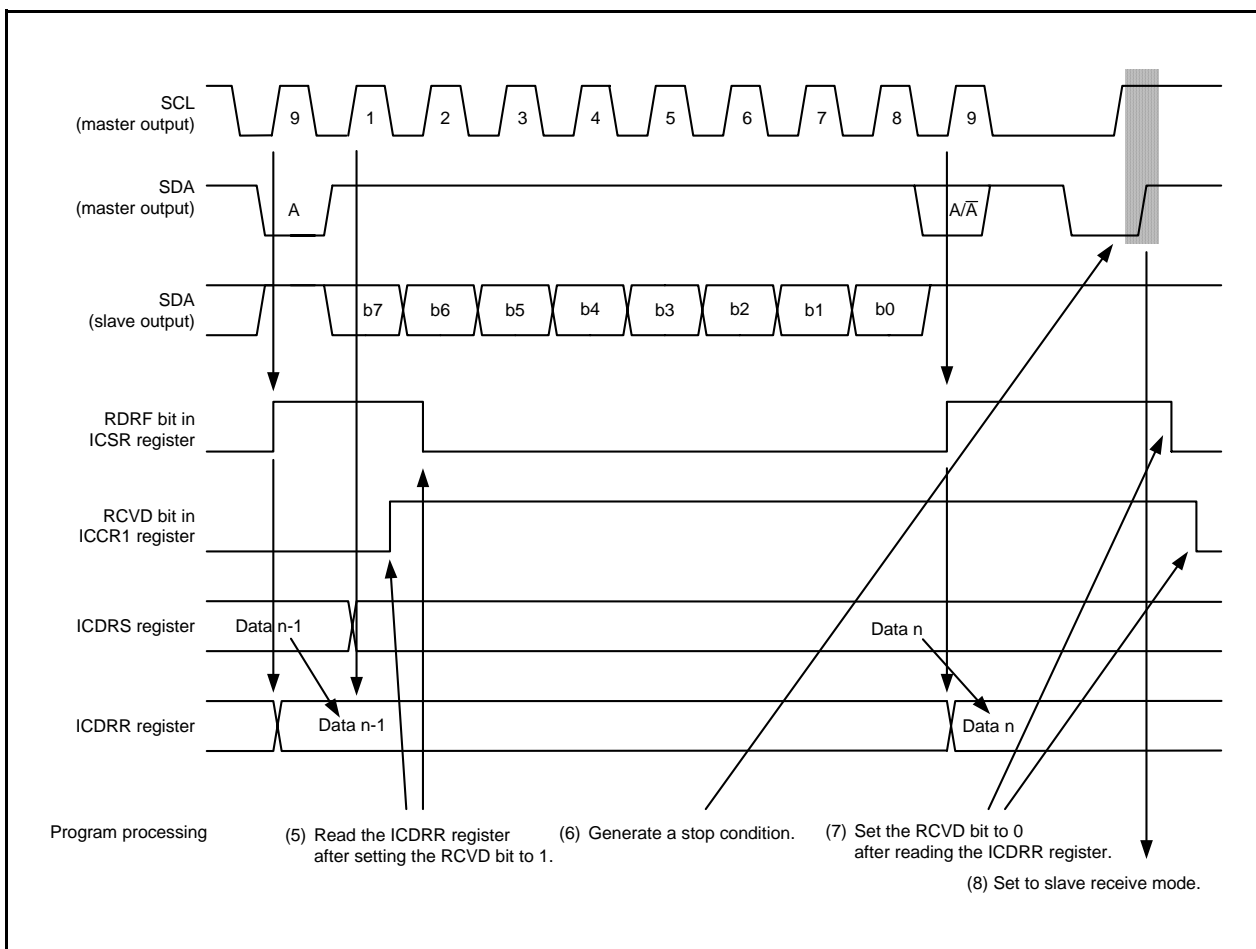 SCL
(master output)
9
1
2
3
4
5
6
7
8
9
SDA
(master output)
A
A/A̅
SDA
(slave output)
b7
b6
b5
b4
b3
b2
b1
b0
RDRF bit in
ICSR register
RCVD bit in
ICCR1 register
ICDRS register
Data n-1
Data n
ICDRR register
Data n-1
Data n
Program processing
(5) Read the ICDRR register
after setting the RCVD bit to 1.
(6) Generate a stop condition.
(7) Set the RCVD bit to 0
after reading the ICDRR register.
(8) Set to slave receive mode.